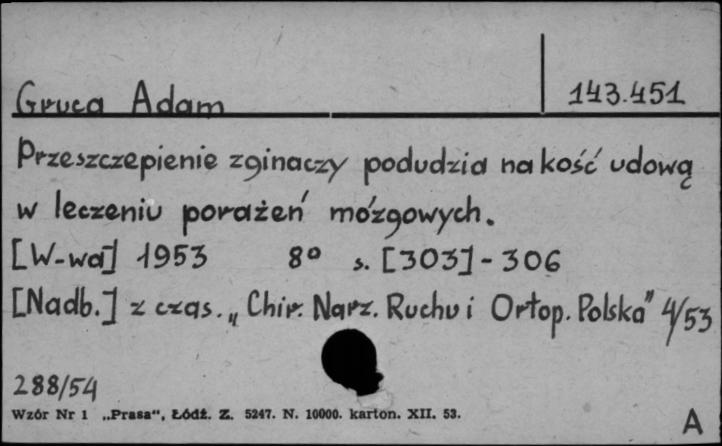 Gruca Adam 143.451
Przeszczepienie zginaczy podudzia na kość udową
w leczeniu porażeń mózgowych.
[W-wa] 1953 8° s. [303]-306
[Nadb.] z czas. „Chir. Narz. Ruchu i Ortop. Polska" 4/53
288/54
Wzór Nr 1 „Prasa", Łódź. Z. 5247. N. 10000. karton. XII. 53.
A